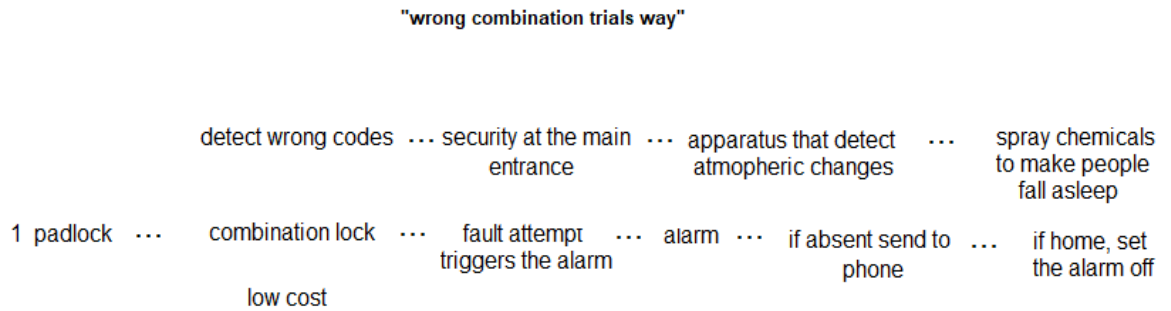 "wrong combination trials way"
detect wrong codes ... security at the main ... apparatus that detect ... spray chemicals
entrance atmopheric changes to make people
fall asleep
1 padlock ... combination lock ... fault attempt ... alarm ... if absent send to ... if home, set
triggers the alarm phone the alarm off
low cost